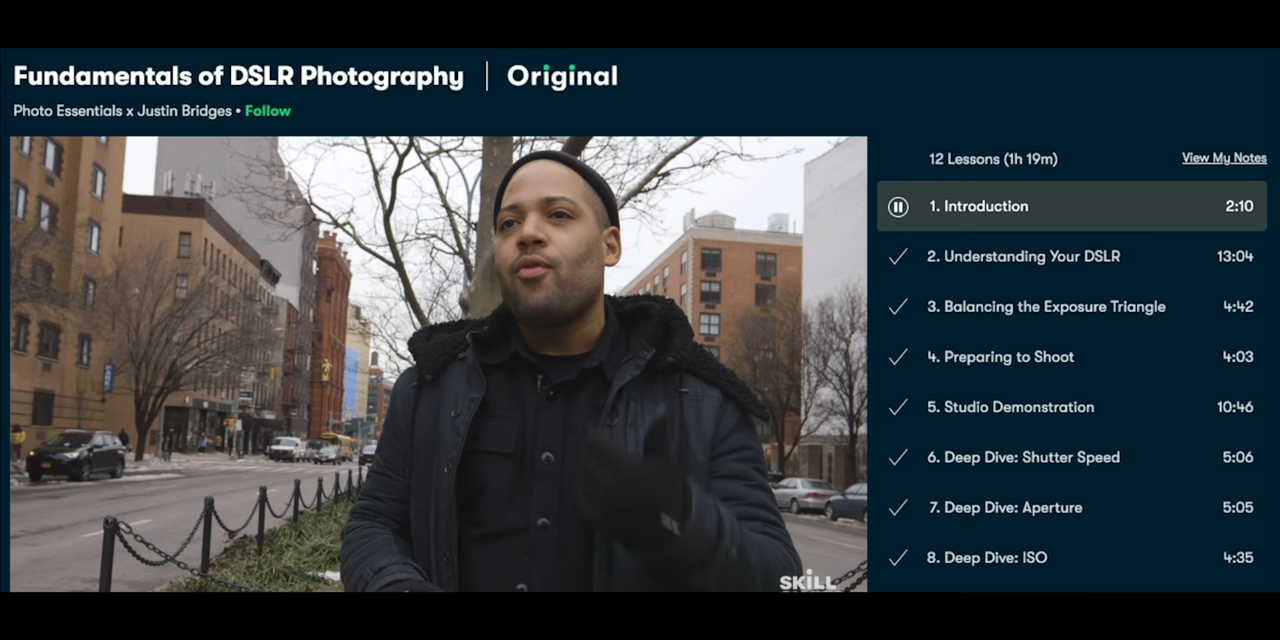 Fundamentals of DSLR Photography | Original
Photo Essentials x Justin Bridges • Follow
12 Lessons (1h 19m) View My Notes
1. Introduction 2:10
2. Understanding Your DSLR 13:04
3. Balancing the Exposure Triangle 4:42
4. Preparing to Shoot 4:03
5. Studio Demonstration 10:46
6. Deep Dive: Shutter Speed 5:06
7. Deep Dive: Aperture 5:05
8. Deep Dive: ISO 4:35
SKILL